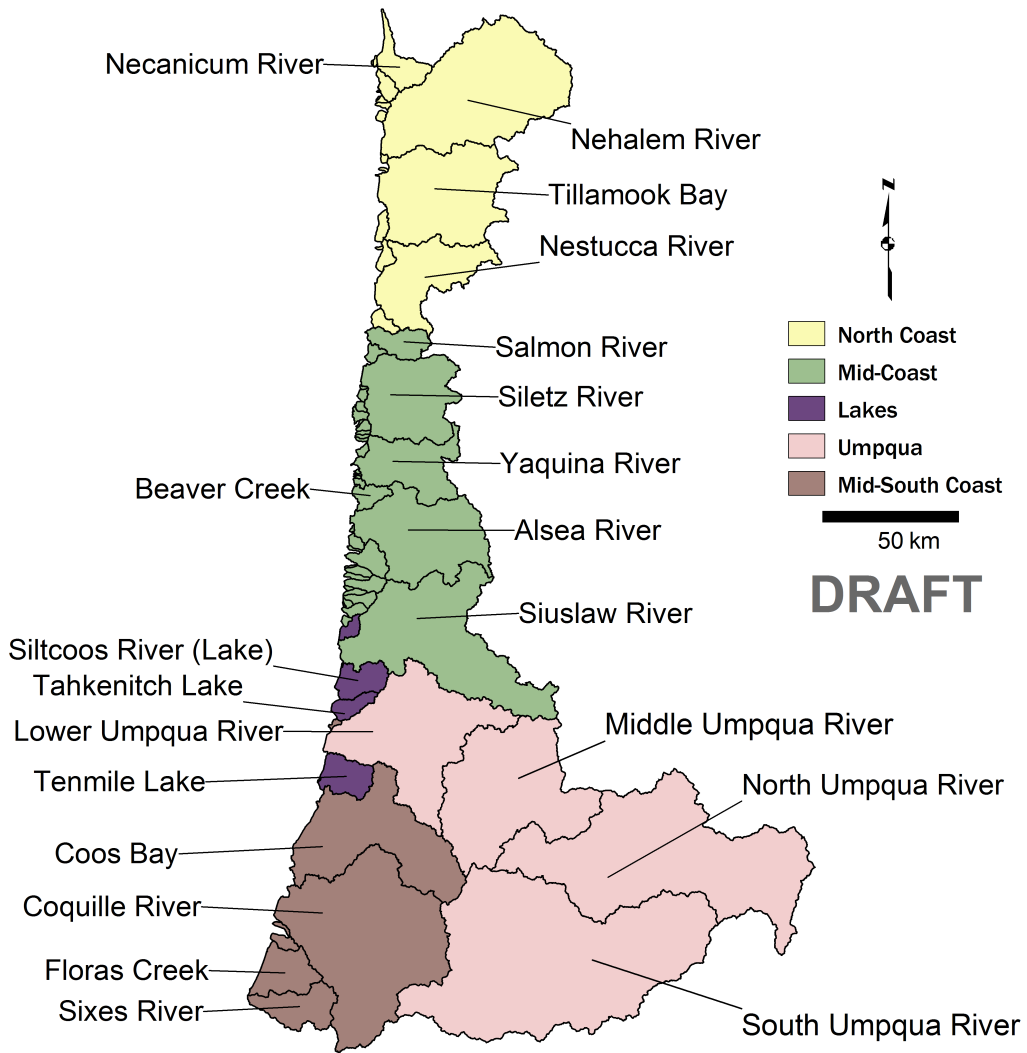 Necanicum River
Nehalem River
Tillamook Bay
N
Nestucca River
North Coast
Salmon River
Mid-Coast
Siletz River
Lakes
Umpqua
Yaquina River
Mid-South Coast
Beaver Creek
Alsea River
50 km
DRAFT
Siuslaw River
Siltcoos River (Lake)
Tahkenitch Lake
Lower Umpqua River
Middle Umpqua River
Tenmile Lake
North Umpqua River
Coos Bay
Coquille River
Floras Creek
Sixes River
South Umpqua River